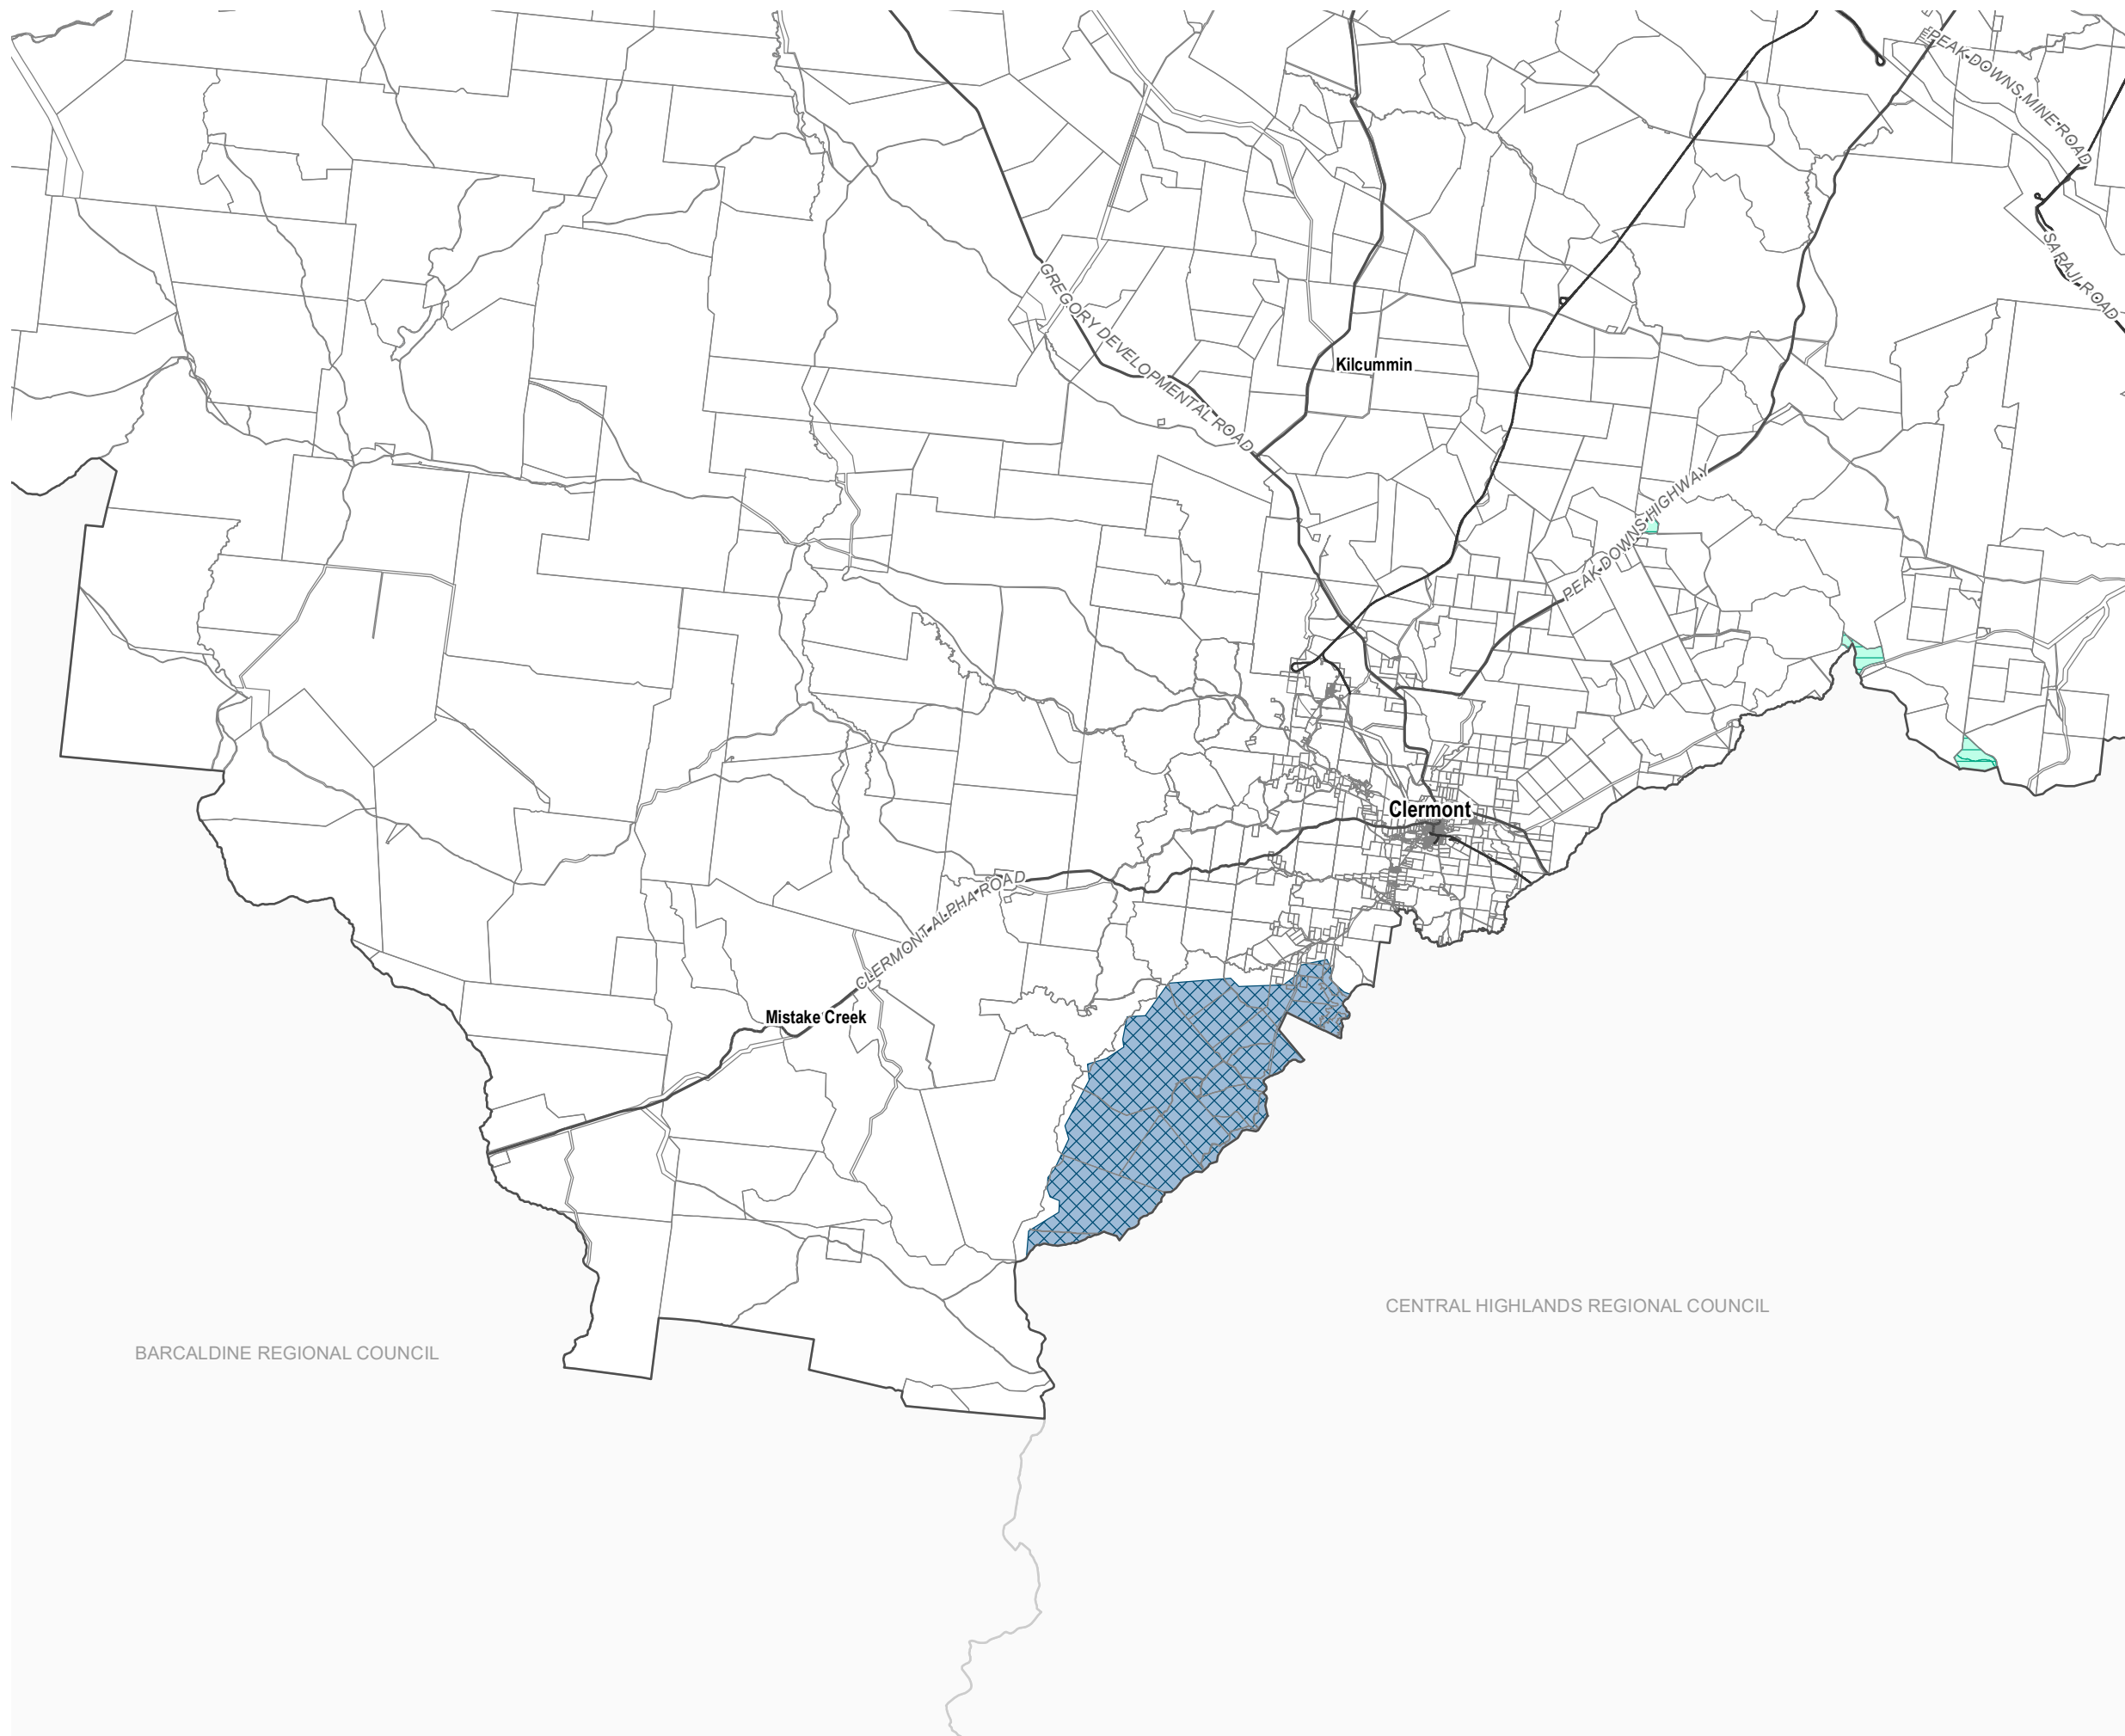 PEAK DOWNS MINE ROAD
SARAJI ROAD
GREGORY DEVELOPMENTAL ROAD
Kilcummin
PEAK DOWNS HIGHWAY
Clermont
CLERMONT ALPHA ROAD
Mistake Creek
CENTRAL HIGHLANDS REGIONAL COUNCIL
BARCALDINE REGIONAL COUNCIL